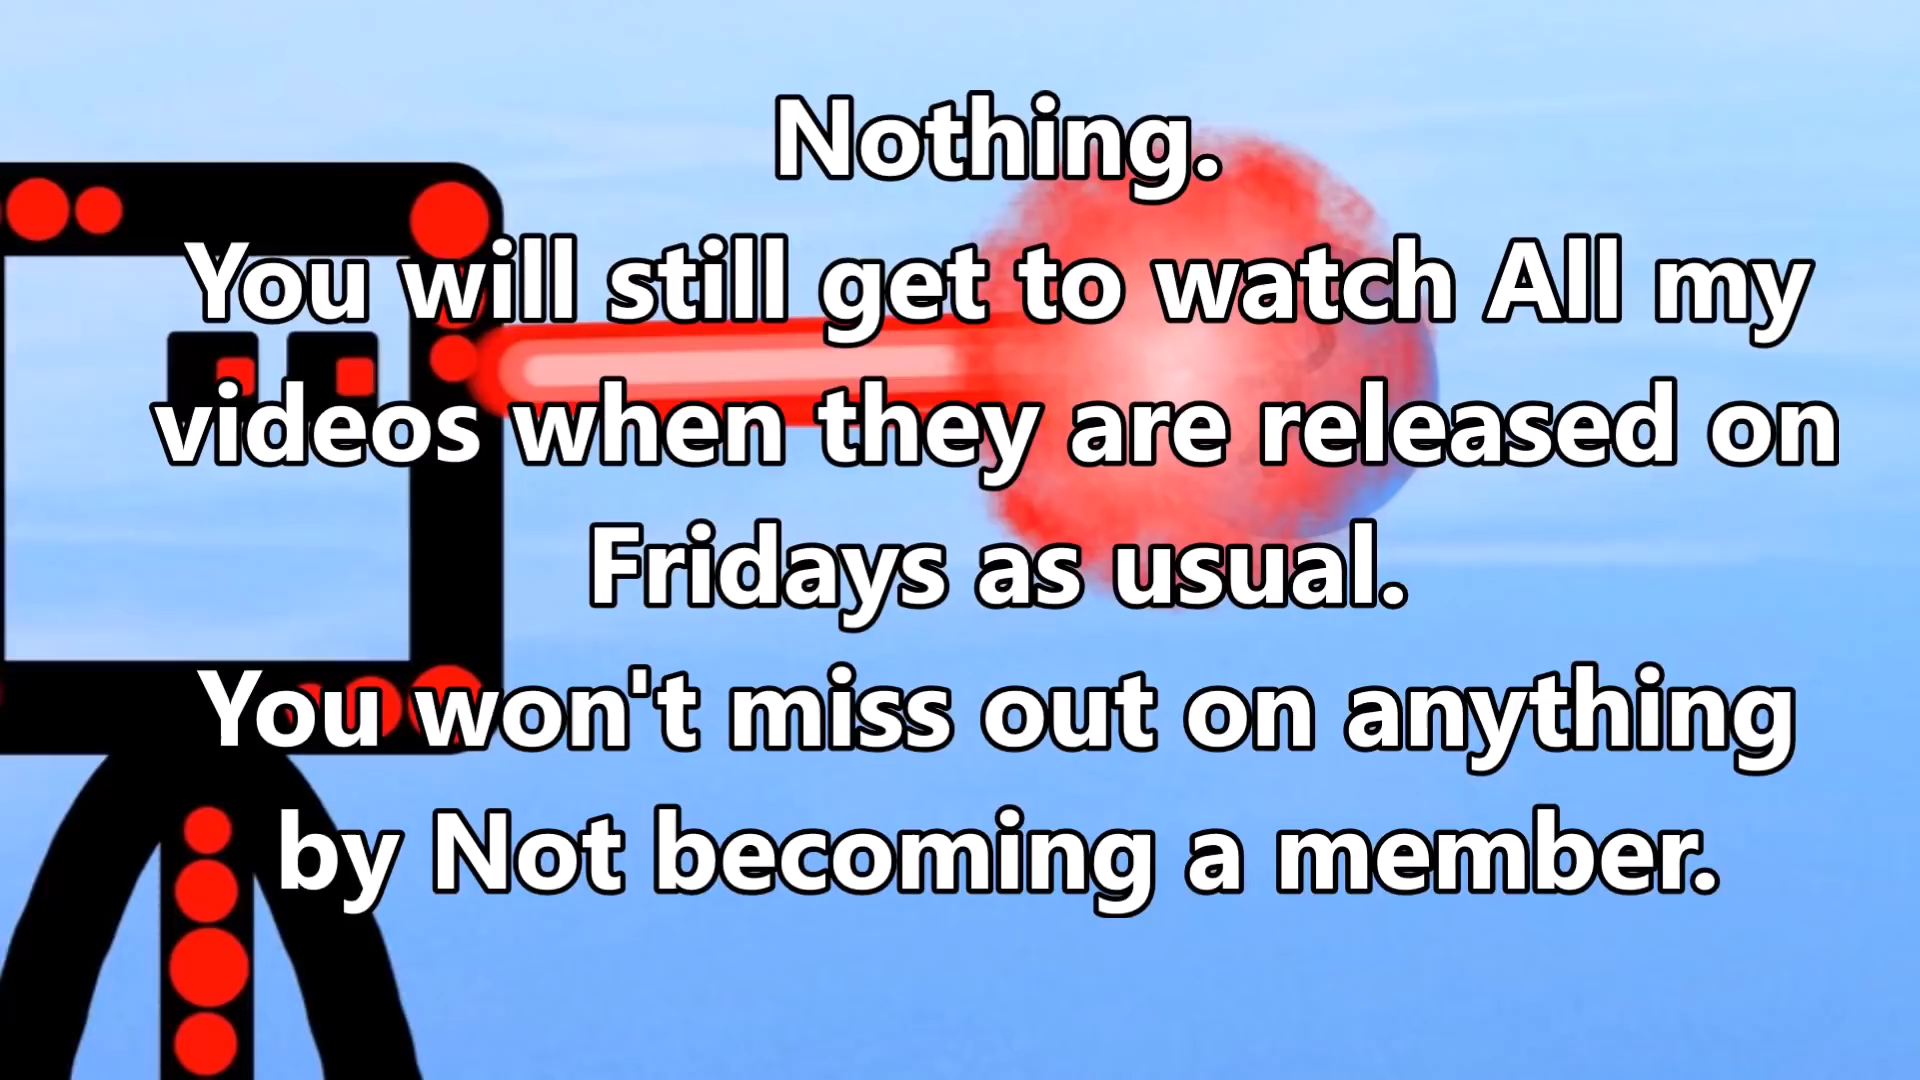 Nothing.
You will still get to watch All my
videos when they are released on
Fridays as usual.
You won't miss out on anything
by Not becoming a member.